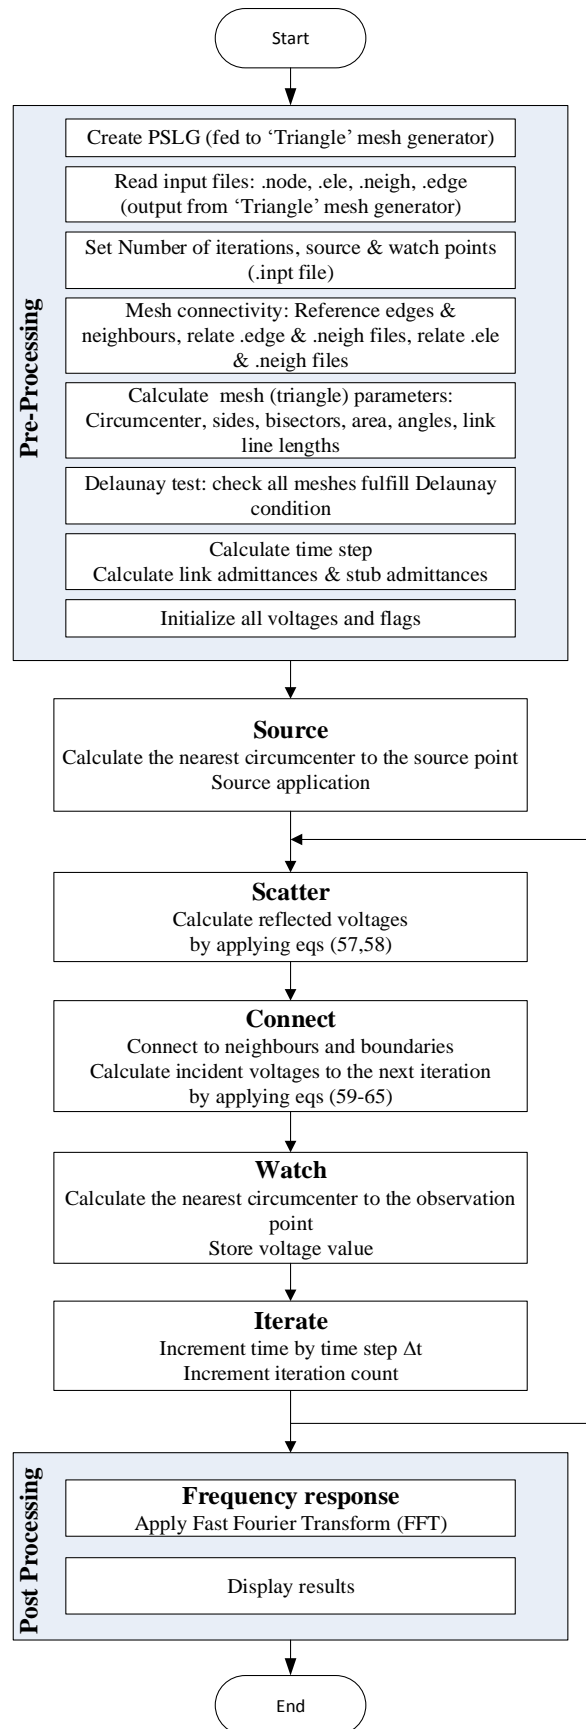 Start
Pre-Processing
Create PSLG (fed to ‘Triangle’ mesh generator)
Read input files: .node, .ele, .neigh, .edge
(output from ‘Triangle’ mesh generator)
Set Number of iterations, source & watch points
(.inpt file)
Mesh connectivity: Reference edges &
neighbours, relate .edge & .neigh files, relate .ele
& .neigh files
Calculate mesh (triangle) parameters:
Circumcenter, sides, bisectors, area, angles, link
line lengths
Delaunay test: check all meshes fulfill Delaunay
condition
Calculate time step
Calculate link admittances & stub admittances
Initialize all voltages and flags
Source
Calculate the nearest circumcenter to the source point
Source application
Scatter
Calculate reflected voltages
by applying eqs (57,58)
Connect
Connect to neighbours and boundaries
Calculate incident voltages to the next iteration
by applying eqs (59-65)
Watch
Calculate the nearest circumcenter to the observation
point
Store voltage value
Iterate
Increment time by time step Δt
Increment iteration count
Post Processing
Frequency response
Apply Fast Fourier Transform (FFT)
Display results
End